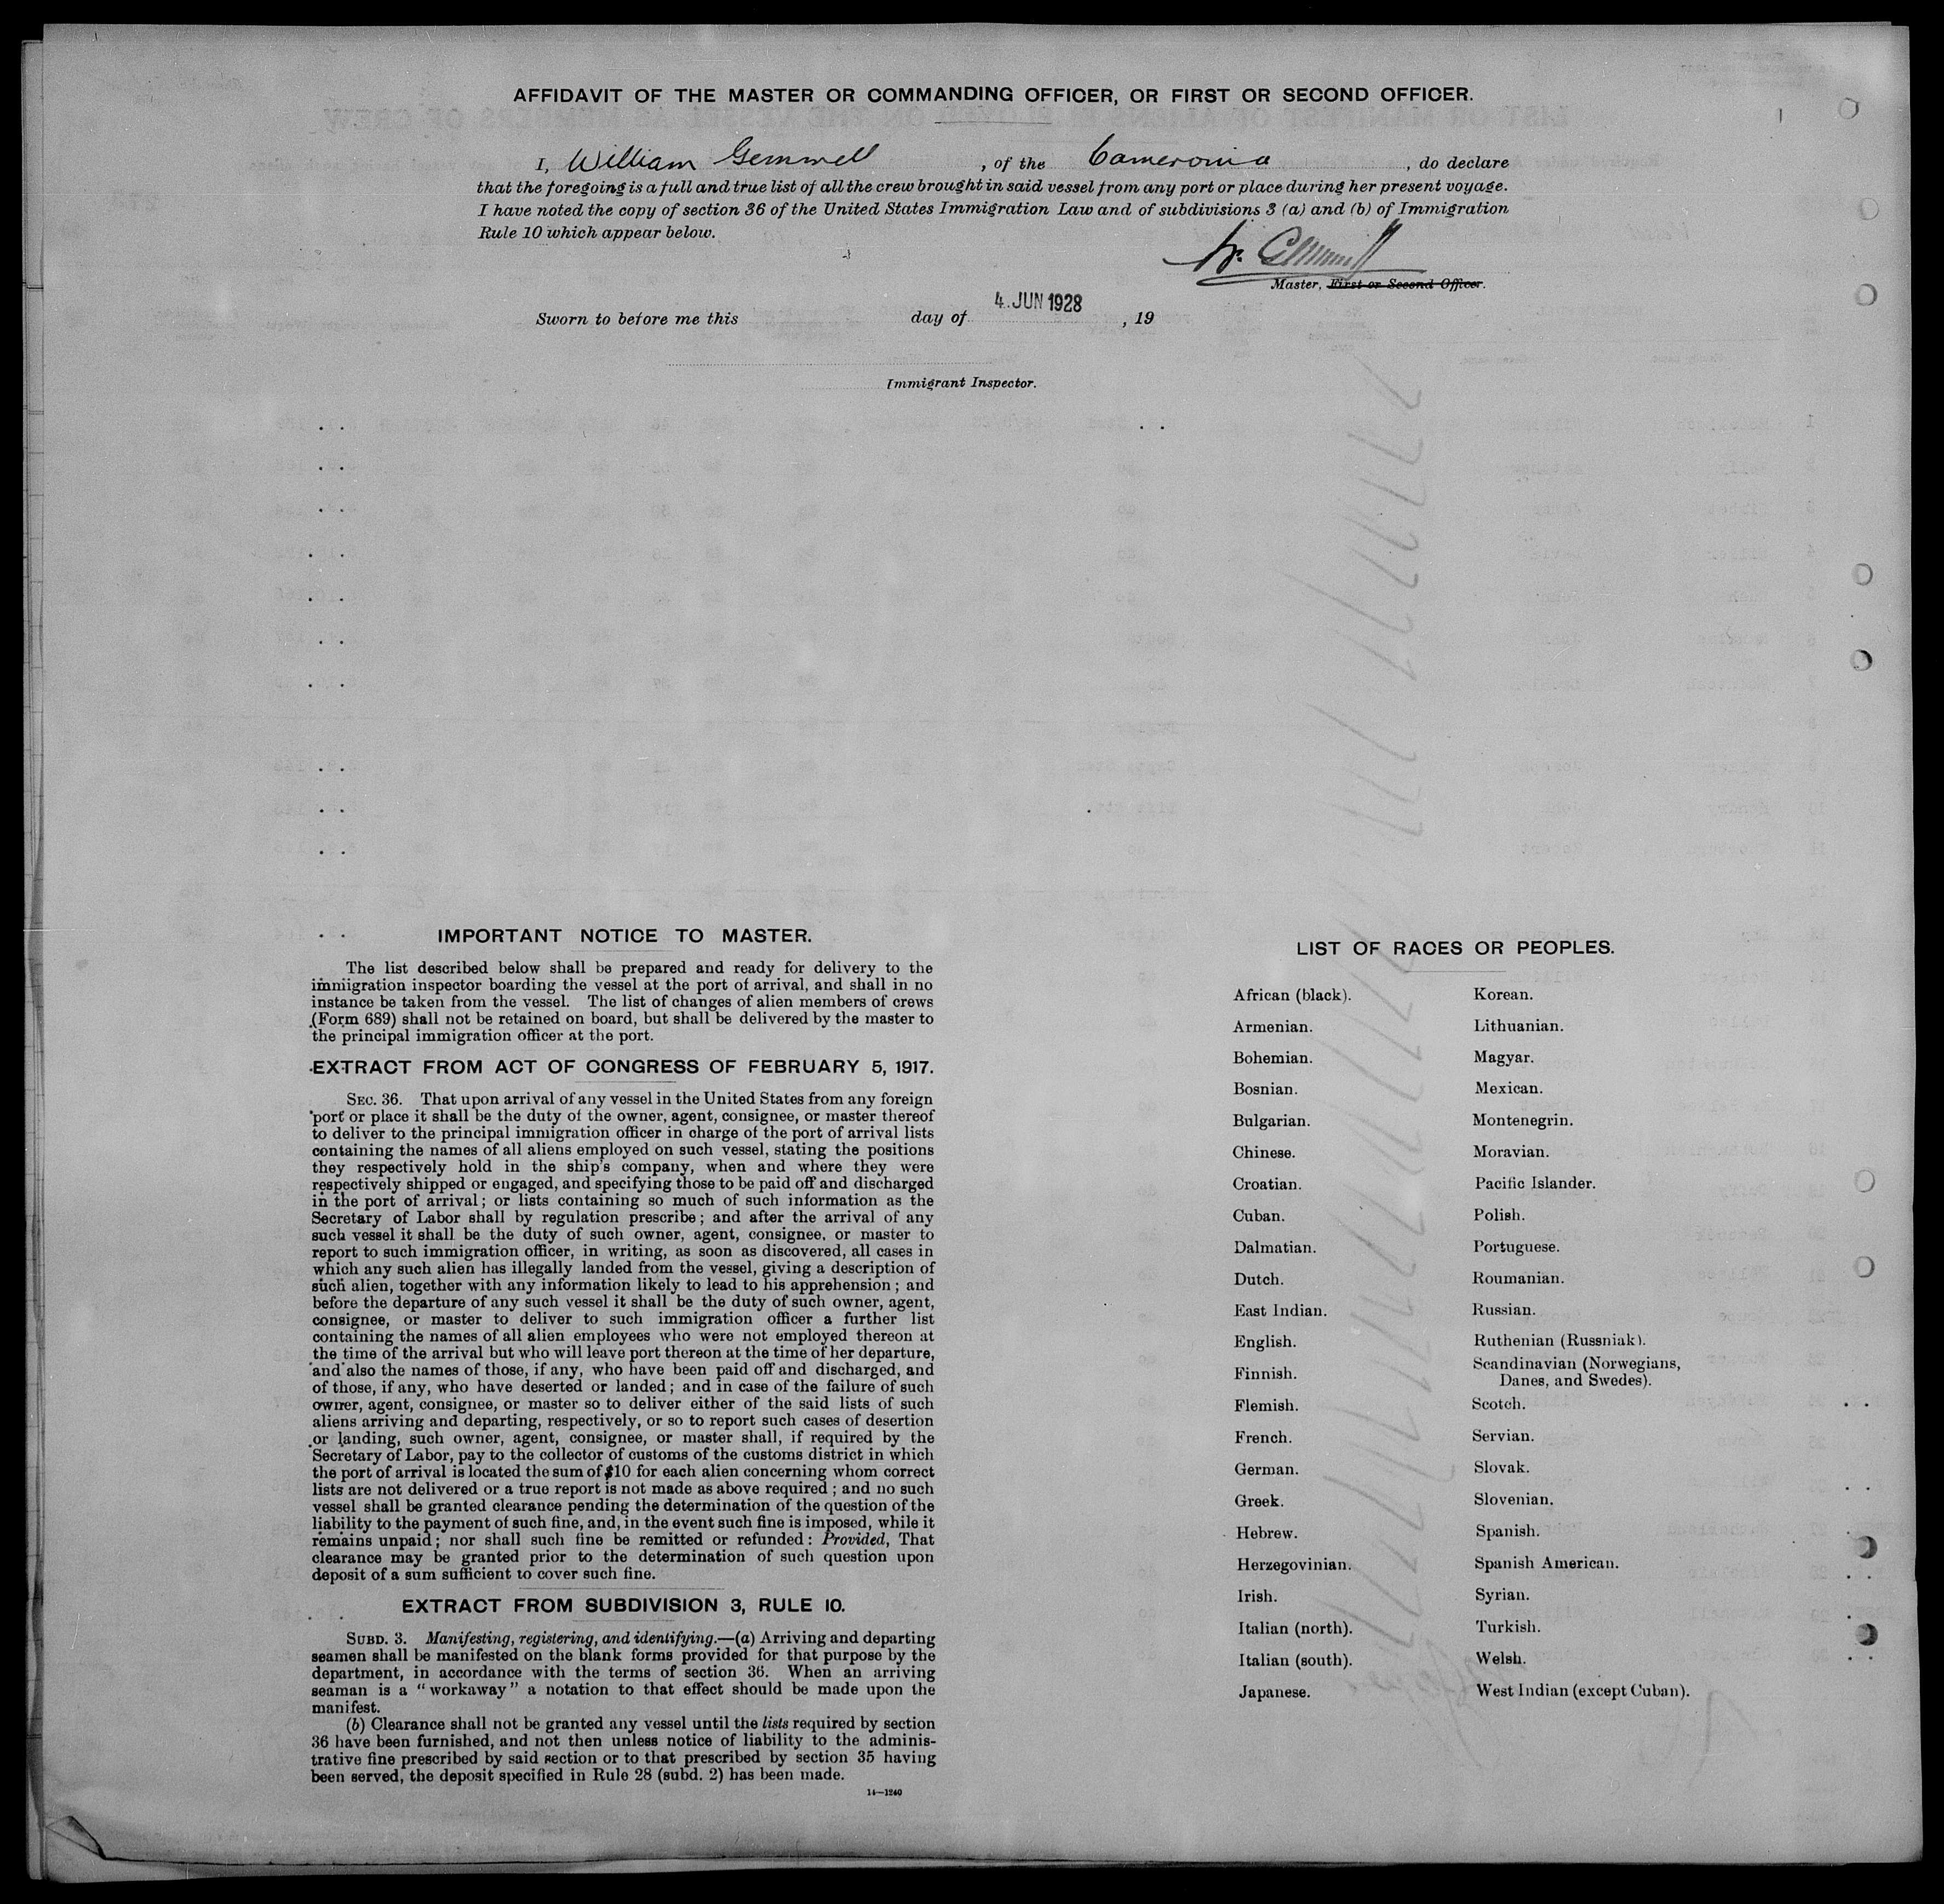 AFFIDAVIT OF THE MASTER OR COMMANDING OFFICER, OR FIRST OR SECOND OFFICER.
I, William Gemmell, of the Cameronia, do declare
that the foregoing is a full and true list of all the crew brought in said vessel from any port or place during her present voyage.
I have noted the copy of section 36 of the United States Immigration Law and of subdivisions 3 (a) and (b) of Immigration
Rule 10 which appear below.
W. Gemmell
Master, First or Second Officer.
Sworn to before me this day of 4 JUN 1928, 19
Immigrant Inspector.
IMPORTANT NOTICE TO MASTER.
The list described below shall be prepared and ready for delivery to the
immigration inspector boarding the vessel at the port of arrival, and shall in no
instance be taken from the vessel. The list of changes of alien members of crews
(Form 689) shall not be retained on board, but shall be delivered by the master to
the principal immigration officer at the port.
EXTRACT FROM ACT OF CONGRESS OF FEBRUARY 5, 1917.
SEC. 36. That upon arrival of any vessel in the United States from any foreign
port or place it shall be the duty of the owner, agent, consignee, or master thereof
to deliver to the principal immigration officer in charge of the port of arrival lists
containing the names of all aliens employed on such vessel, stating the positions
they respectively hold in the ship's company, when and where they were
respectively shipped or engaged, and specifying those to be paid off and discharged
in the port of arrival; or lists containing so much of such information as the
Secretary of Labor shall by regulation prescribe; and after the arrival of any
such vessel it shall be the duty of such owner, agent, consignee, or master to
report to such immigration officer, in writing, as soon as discovered, all cases in
which any such alien has illegally landed from the vessel, giving a description of
such alien, together with any information likely to lead to his apprehension; and
before the departure of any such vessel it shall be the duty of such owner, agent,
consignee, or master to deliver to such immigration officer a further list
containing the names of all alien employees who were not employed thereon at
the time of the arrival but who will leave port thereon at the time of her departure,
and also the names of those, if any, who have been paid off and discharged, and
of those, if any, who have deserted or landed; and in case of the failure of such
owner, agent, consignee, or master so to deliver either of the said lists of such
aliens arriving and departing, respectively, or so to report such cases of desertion
or landing, such owner, agent, consignee, or master shall, if required by the
Secretary of Labor, pay to the collector of customs of the customs district in which
the port of arrival is located the sum of $10 for each alien concerning whom correct
lists are not delivered or a true report is not made as above required; and no such
vessel shall be granted clearance pending the determination of the question of the
liability to the payment of such fine, and, in the event such fine is imposed, while it
remains unpaid; nor shall such fine be remitted or refunded: Provided, That
clearance may be granted prior to the determination of such question upon
deposit of a sum sufficient to cover such fine.
EXTRACT FROM SUBDIVISION 3, RULE 10.
SUBD. 3. Manifesting, registering, and identifying.—(a) Arriving and departing
seamen shall be manifested on the blank forms provided for that purpose by the
department, in accordance with the terms of section 36. When an arriving
seaman is a "workaway" a notation to that effect should be made upon the
manifest.
(b) Clearance shall not be granted any vessel until the lists required by section
36 have been furnished, and not then unless notice of liability to the adminis-
trative fine prescribed by said section or to that prescribed by section 35 having
been served, the deposit specified in Rule 28 (subd. 2) has been made.
14—1240
LIST OF RACES OR PEOPLES.
African (black).
Armenian.
Bohemian.
Bosnian.
Bulgarian.
Chinese.
Croatian.
Cuban.
Dalmatian.
Dutch.
East Indian.
English.
Finnish.
Flemish.
French.
German.
Greek.
Hebrew.
Herzegovinian.
Irish.
Italian (north).
Italian (south).
Japanese.
Korean.
Lithuanian.
Magyar.
Mexican.
Montenegrin.
Moravian.
Pacific Islander.
Polish.
Portuguese.
Roumanian.
Russian.
Ruthenian (Russniak).
Scandinavian (Norwegians,
Danes, and Swedes).
Scotch.
Servian.
Slovak.
Slovenian.
Spanish.
Spanish American.
Syrian.
Turkish.
Welsh.
West Indian (except Cuban).